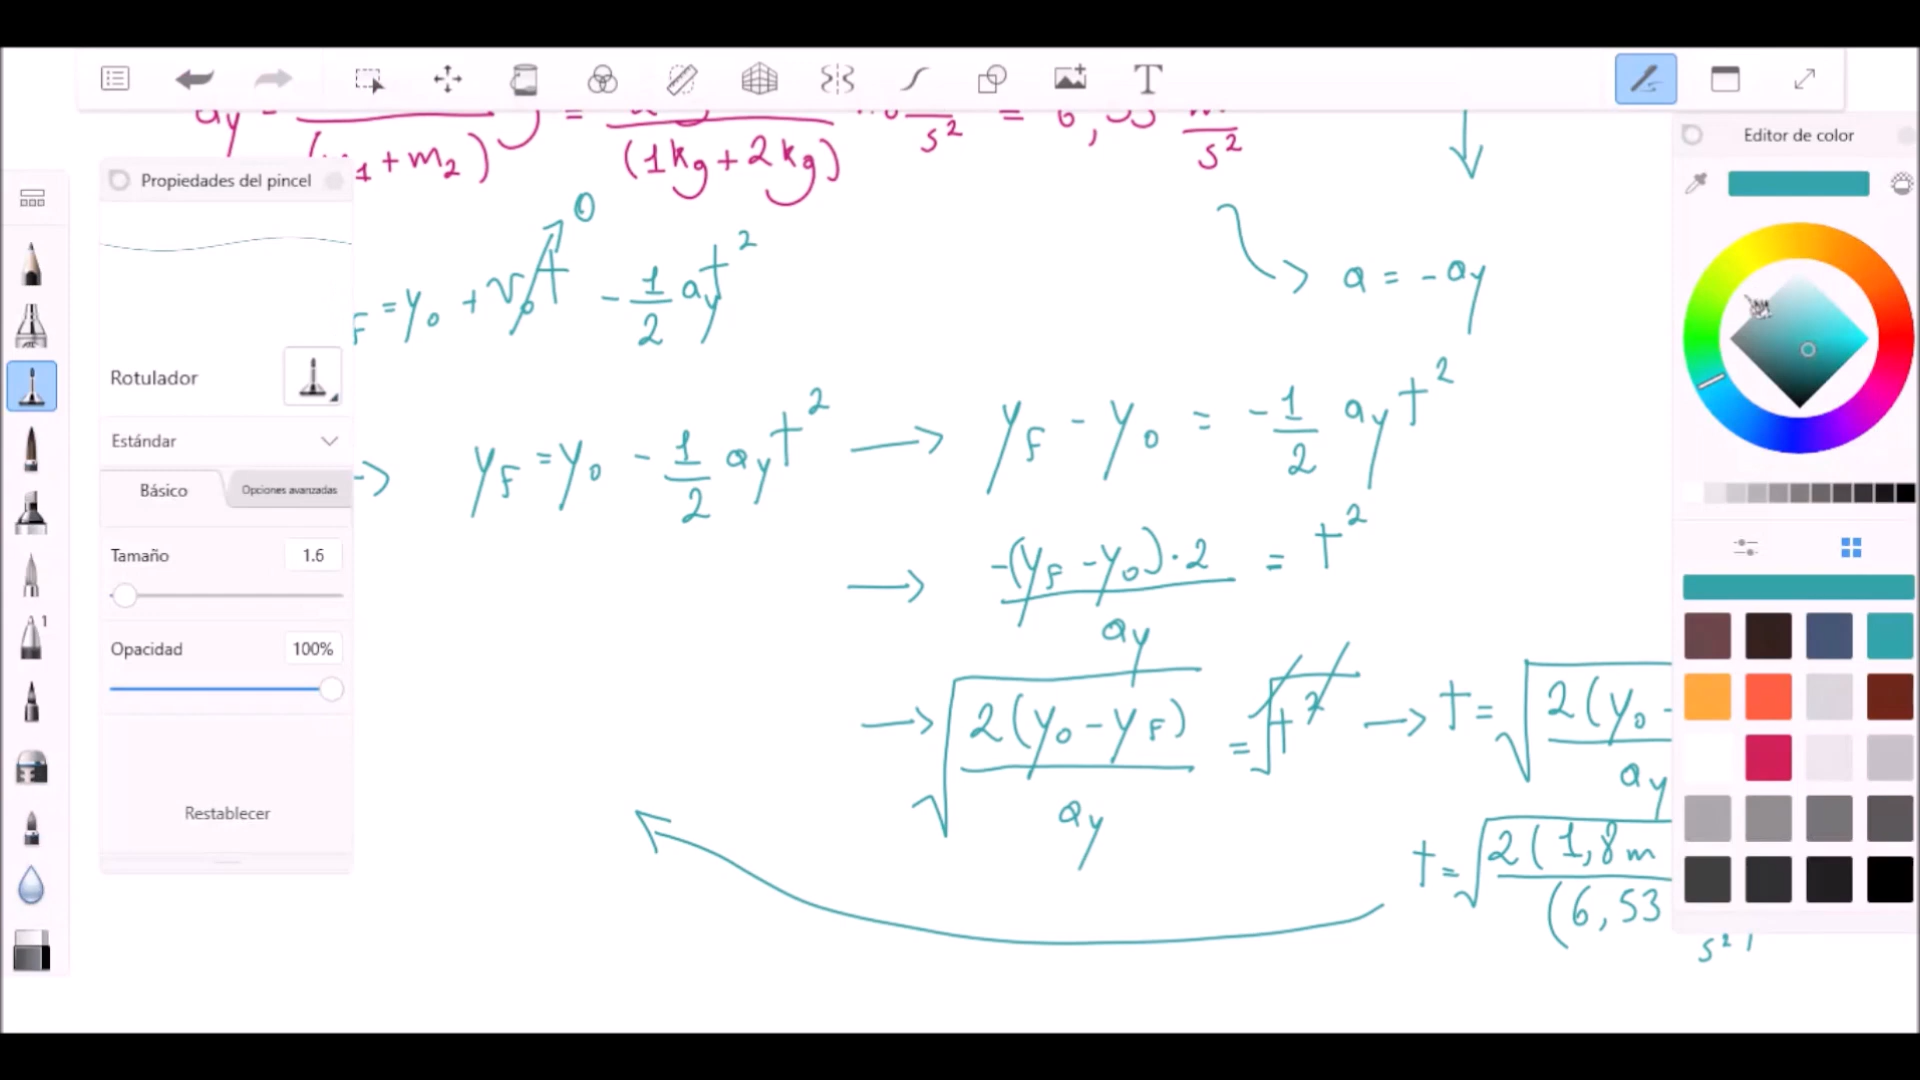 (1kg + 2kg)
s²
= 6,53 m/s²
Editor de color
Propiedades del pincel
0
F = y₀ + v₀t - 1/2 ayt²
a = -ay
Rotulador
Estándar
Básico
Opciones avanzadas
yF = y₀ - 1/2 ayt² → yF - y₀ = -1/2 ayt²
Tamaño 1.6
→ -(yF - y₀)·2 / ay = t²
1
Opacidad 100%
→ √(2(y₀ - yF) / ay) = √t² → t = √(2(y₀ - / ay
Restablecer
t = √(2(1,8m / (6,53
s²